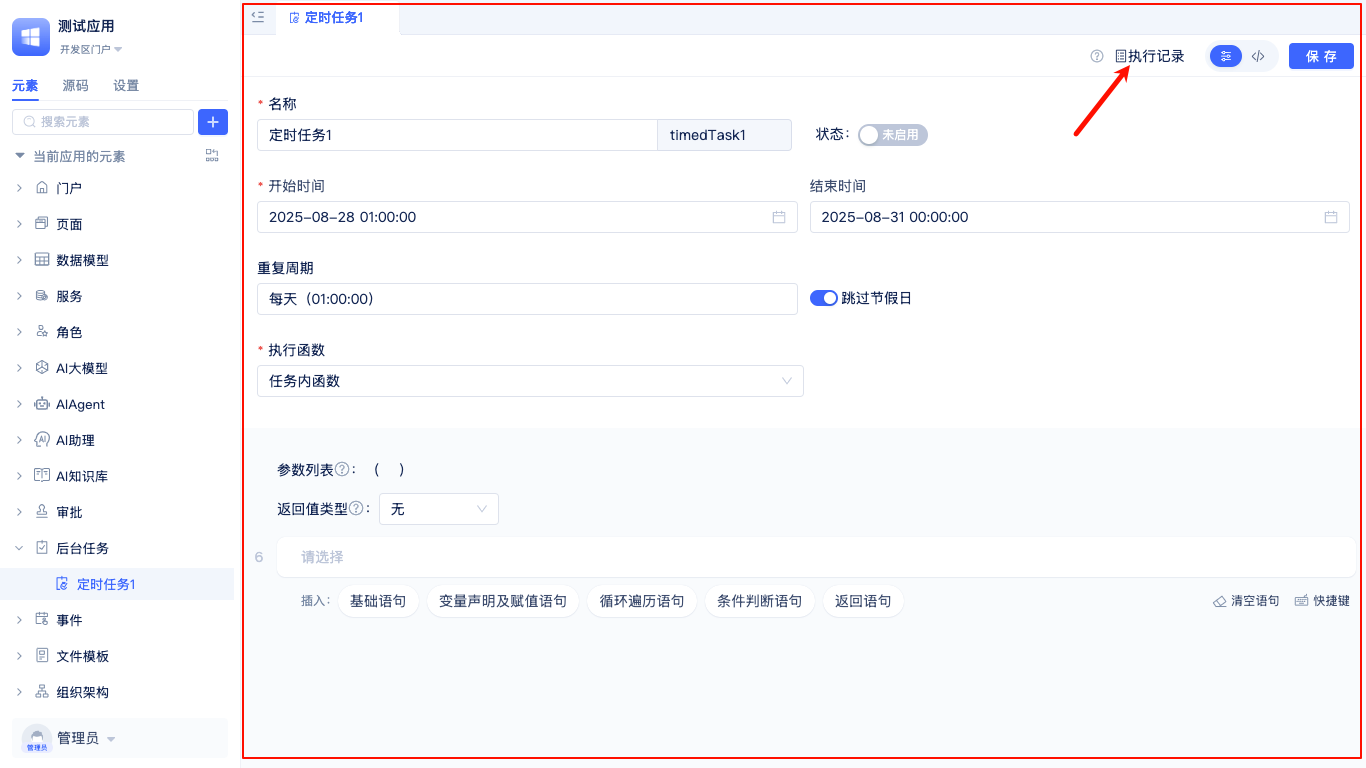 测试应用
开发区门户
元素 源码 设置
搜索元素
当前应用的元素
门户
页面
数据模型
服务
角色
AI大模型
AIAgent
AI助理
AI知识库
审批
后台任务
定时任务1
事件
文件模板
组织架构
管理员
管理员
定时任务1
执行记录 保存
* 名称
定时任务1 timedTask1 状态: 未启用
* 开始时间 结束时间
2025-08-28 01:00:00 2025-08-31 00:00:00
重复周期
每天（01:00:00） 跳过节假日
* 执行函数
任务内函数
参数列表?: ( )
返回值类型?: 无
6 请选择
插入: 基础语句 变量声明及赋值语句 循环遍历语句 条件判断语句 返回语句 清空语句 快捷键